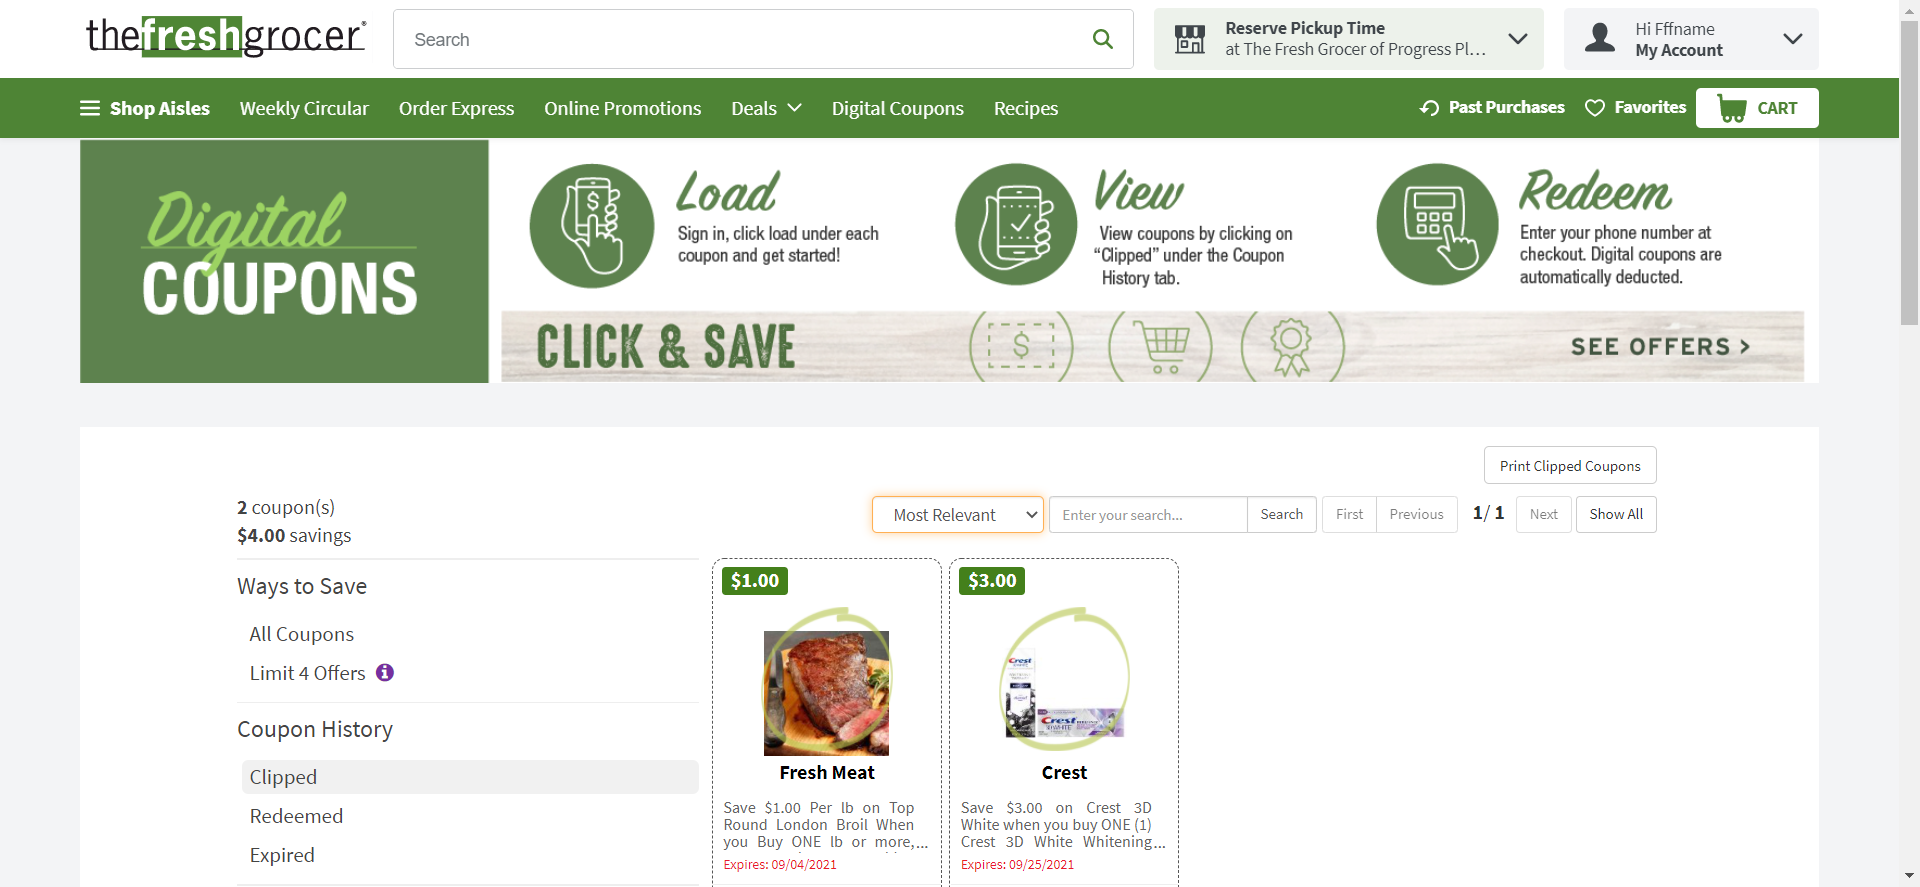 thefreshgrocer®
Search
Reserve Pickup Time
at The Fresh Grocer of Progress Pl...
Hi Fffname
My Account
Shop Aisles
Weekly Circular
Order Express
Online Promotions
Deals
Digital Coupons
Recipes
Past Purchases
Favorites
CART
Digital
COUPONS
Load
Sign in, click load under each
coupon and get started!
View
View coupons by clicking on
“Clipped” under the Coupon
History tab.
Redeem
Enter your phone number at
checkout. Digital coupons are
automatically deducted.
CLICK & SAVE
SEE OFFERS >
Print Clipped Coupons
2 coupon(s)
$4.00 savings
Most Relevant
Enter your search...
Search
First
Previous
1/ 1
Next
Show All
Ways to Save
All Coupons
Limit 4 Offers
Coupon History
Clipped
Redeemed
Expired
$1.00
Fresh Meat
Save $1.00 Per lb on Top
Round London Broil When
you Buy ONE lb or more,...
Expires: 09/04/2021
$3.00
Crest
Crest
Crest
Save $3.00 on Crest 3D
White when you buy ONE (1)
Crest 3D White Whitening...
Expires: 09/25/2021